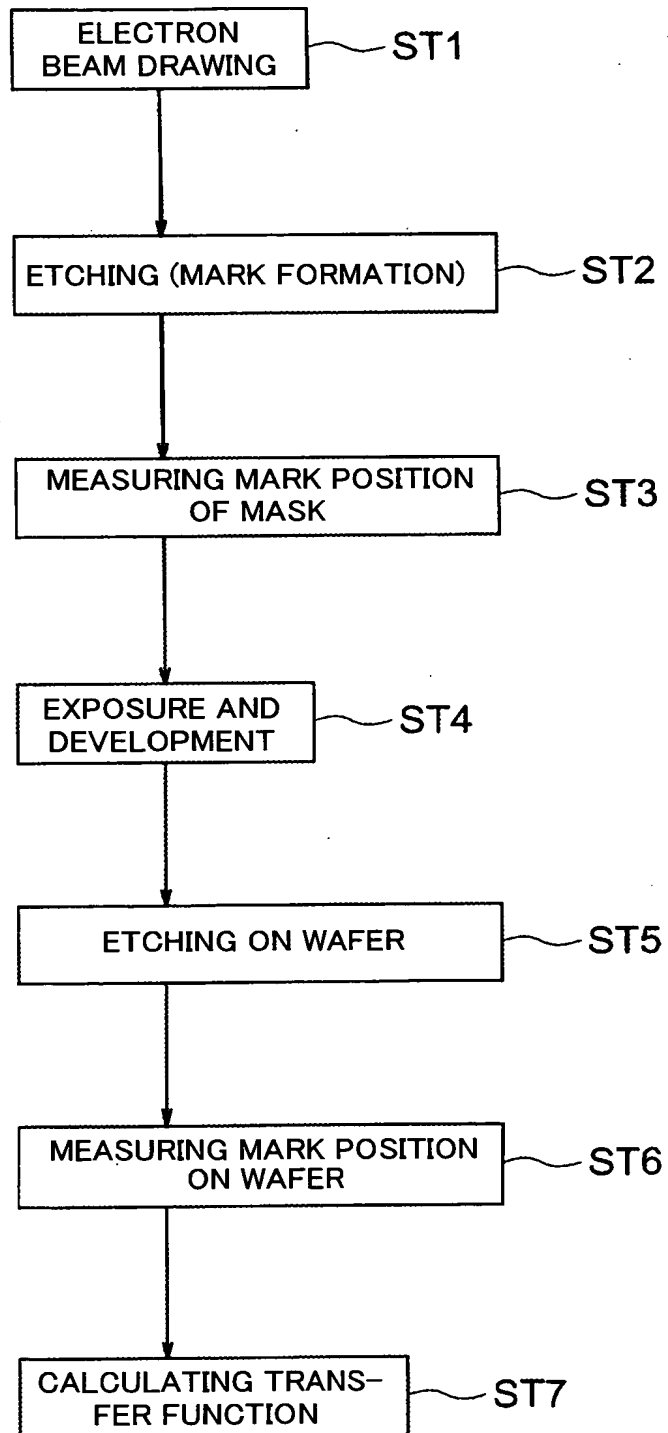 ELECTRON
BEAM DRAWING
ST1
ETCHING (MARK FORMATION)
ST2
MEASURING MARK POSITION
OF MASK
ST3
EXPOSURE AND
DEVELOPMENT
ST4
ETCHING ON WAFER
ST5
MEASURING MARK POSITION
ON WAFER
ST6
CALCULATING TRANS-
FER FUNCTION
ST7